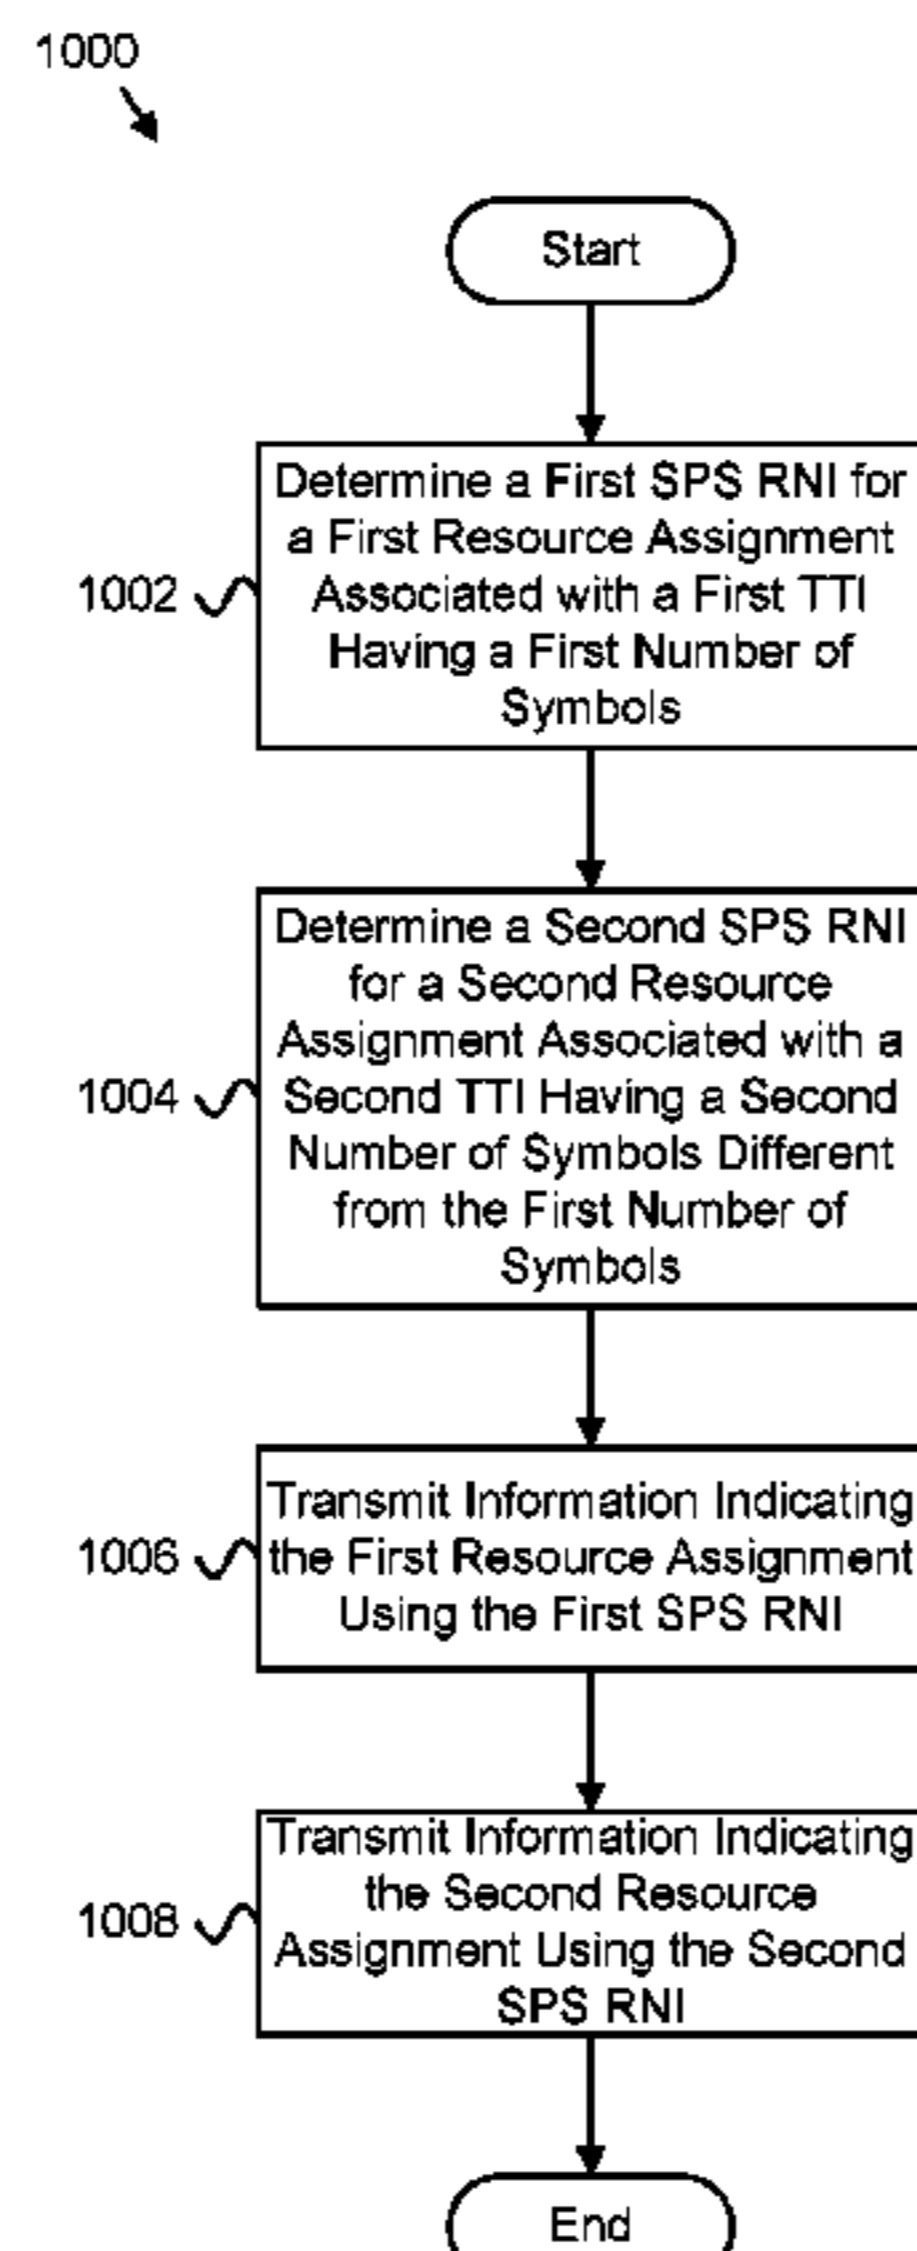 1000
Start
Determine a First SPS RNI for
a First Resource Assignment
Associated with a First TTI
Having a First Number of
Symbols
1002
Determine a Second SPS RNI
for a Second Resource
Assignment Associated with a
Second TTI Having a Second
Number of Symbols Different
from the First Number of
Symbols
1004
Transmit Information Indicating
the First Resource Assignment
Using the First SPS RNI
1006
Transmit Information Indicating
the Second Resource
Assignment Using the Second
SPS RNI
1008
End